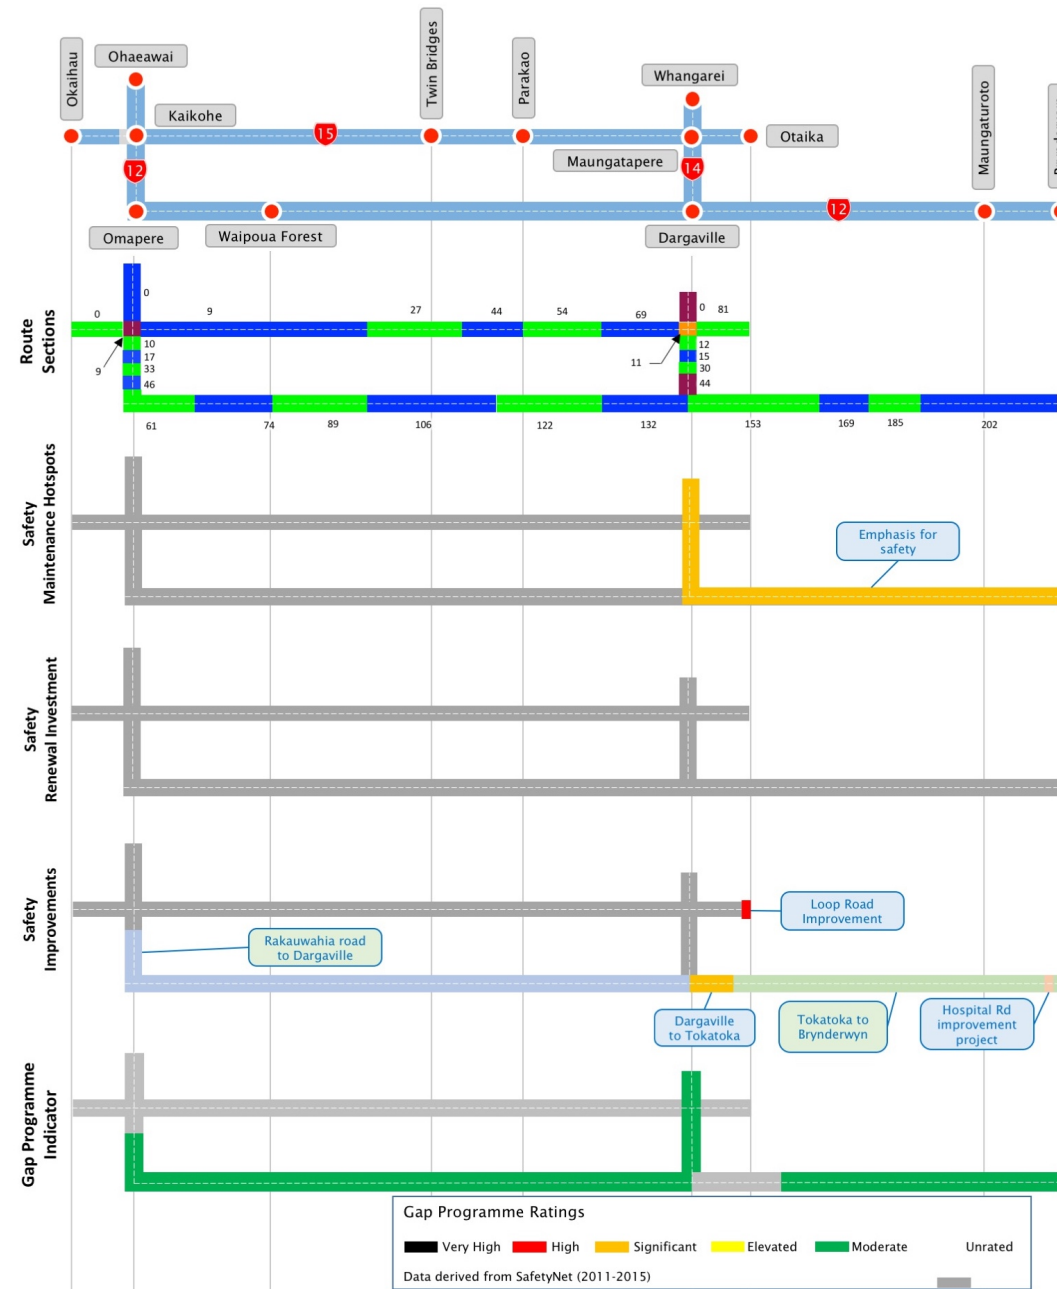 Okaihau
Ohaeawai
Kaikohe
Twin Bridges
Parakao
Whangarei
Maungatapere
Otaika
Maungaturoto
15
12
14
12
Omapere
Waipoua Forest
Dargaville
Route
Sections
0
0
9
27
44
54
69
0
81
9
10
17
33
46
11
12
15
30
44
61
74
89
106
122
132
153
169
185
202
Safety
Maintenance Hotspots
Emphasis for
safety
Safety
Renewal Investment
Safety
Improvements
Loop Road
Improvement
Rakauwahia road
to Dargaville
Dargaville
to Tokatoka
Tokatoka to
Brynderwyn
Hospital Rd
improvement
project
Gap Programme
Indicator
Gap Programme Ratings
Very High
High
Significant
Elevated
Moderate
Unrated
Data derived from SafetyNet (2011-2015)